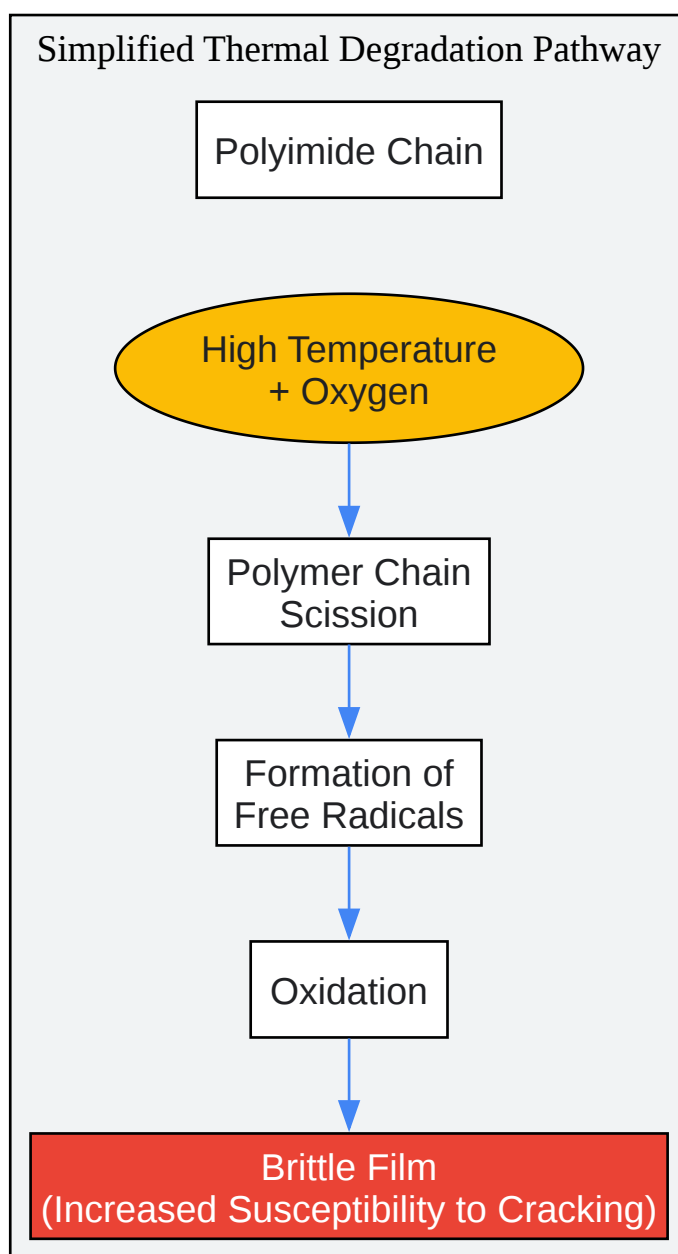 Simplified Thermal Degradation Pathway
Polyimide Chain
High Temperature
+ Oxygen
Polymer Chain
Scission
Formation of
Free Radicals
Oxidation
Brittle Film
(Increased Susceptibility to Cracking)